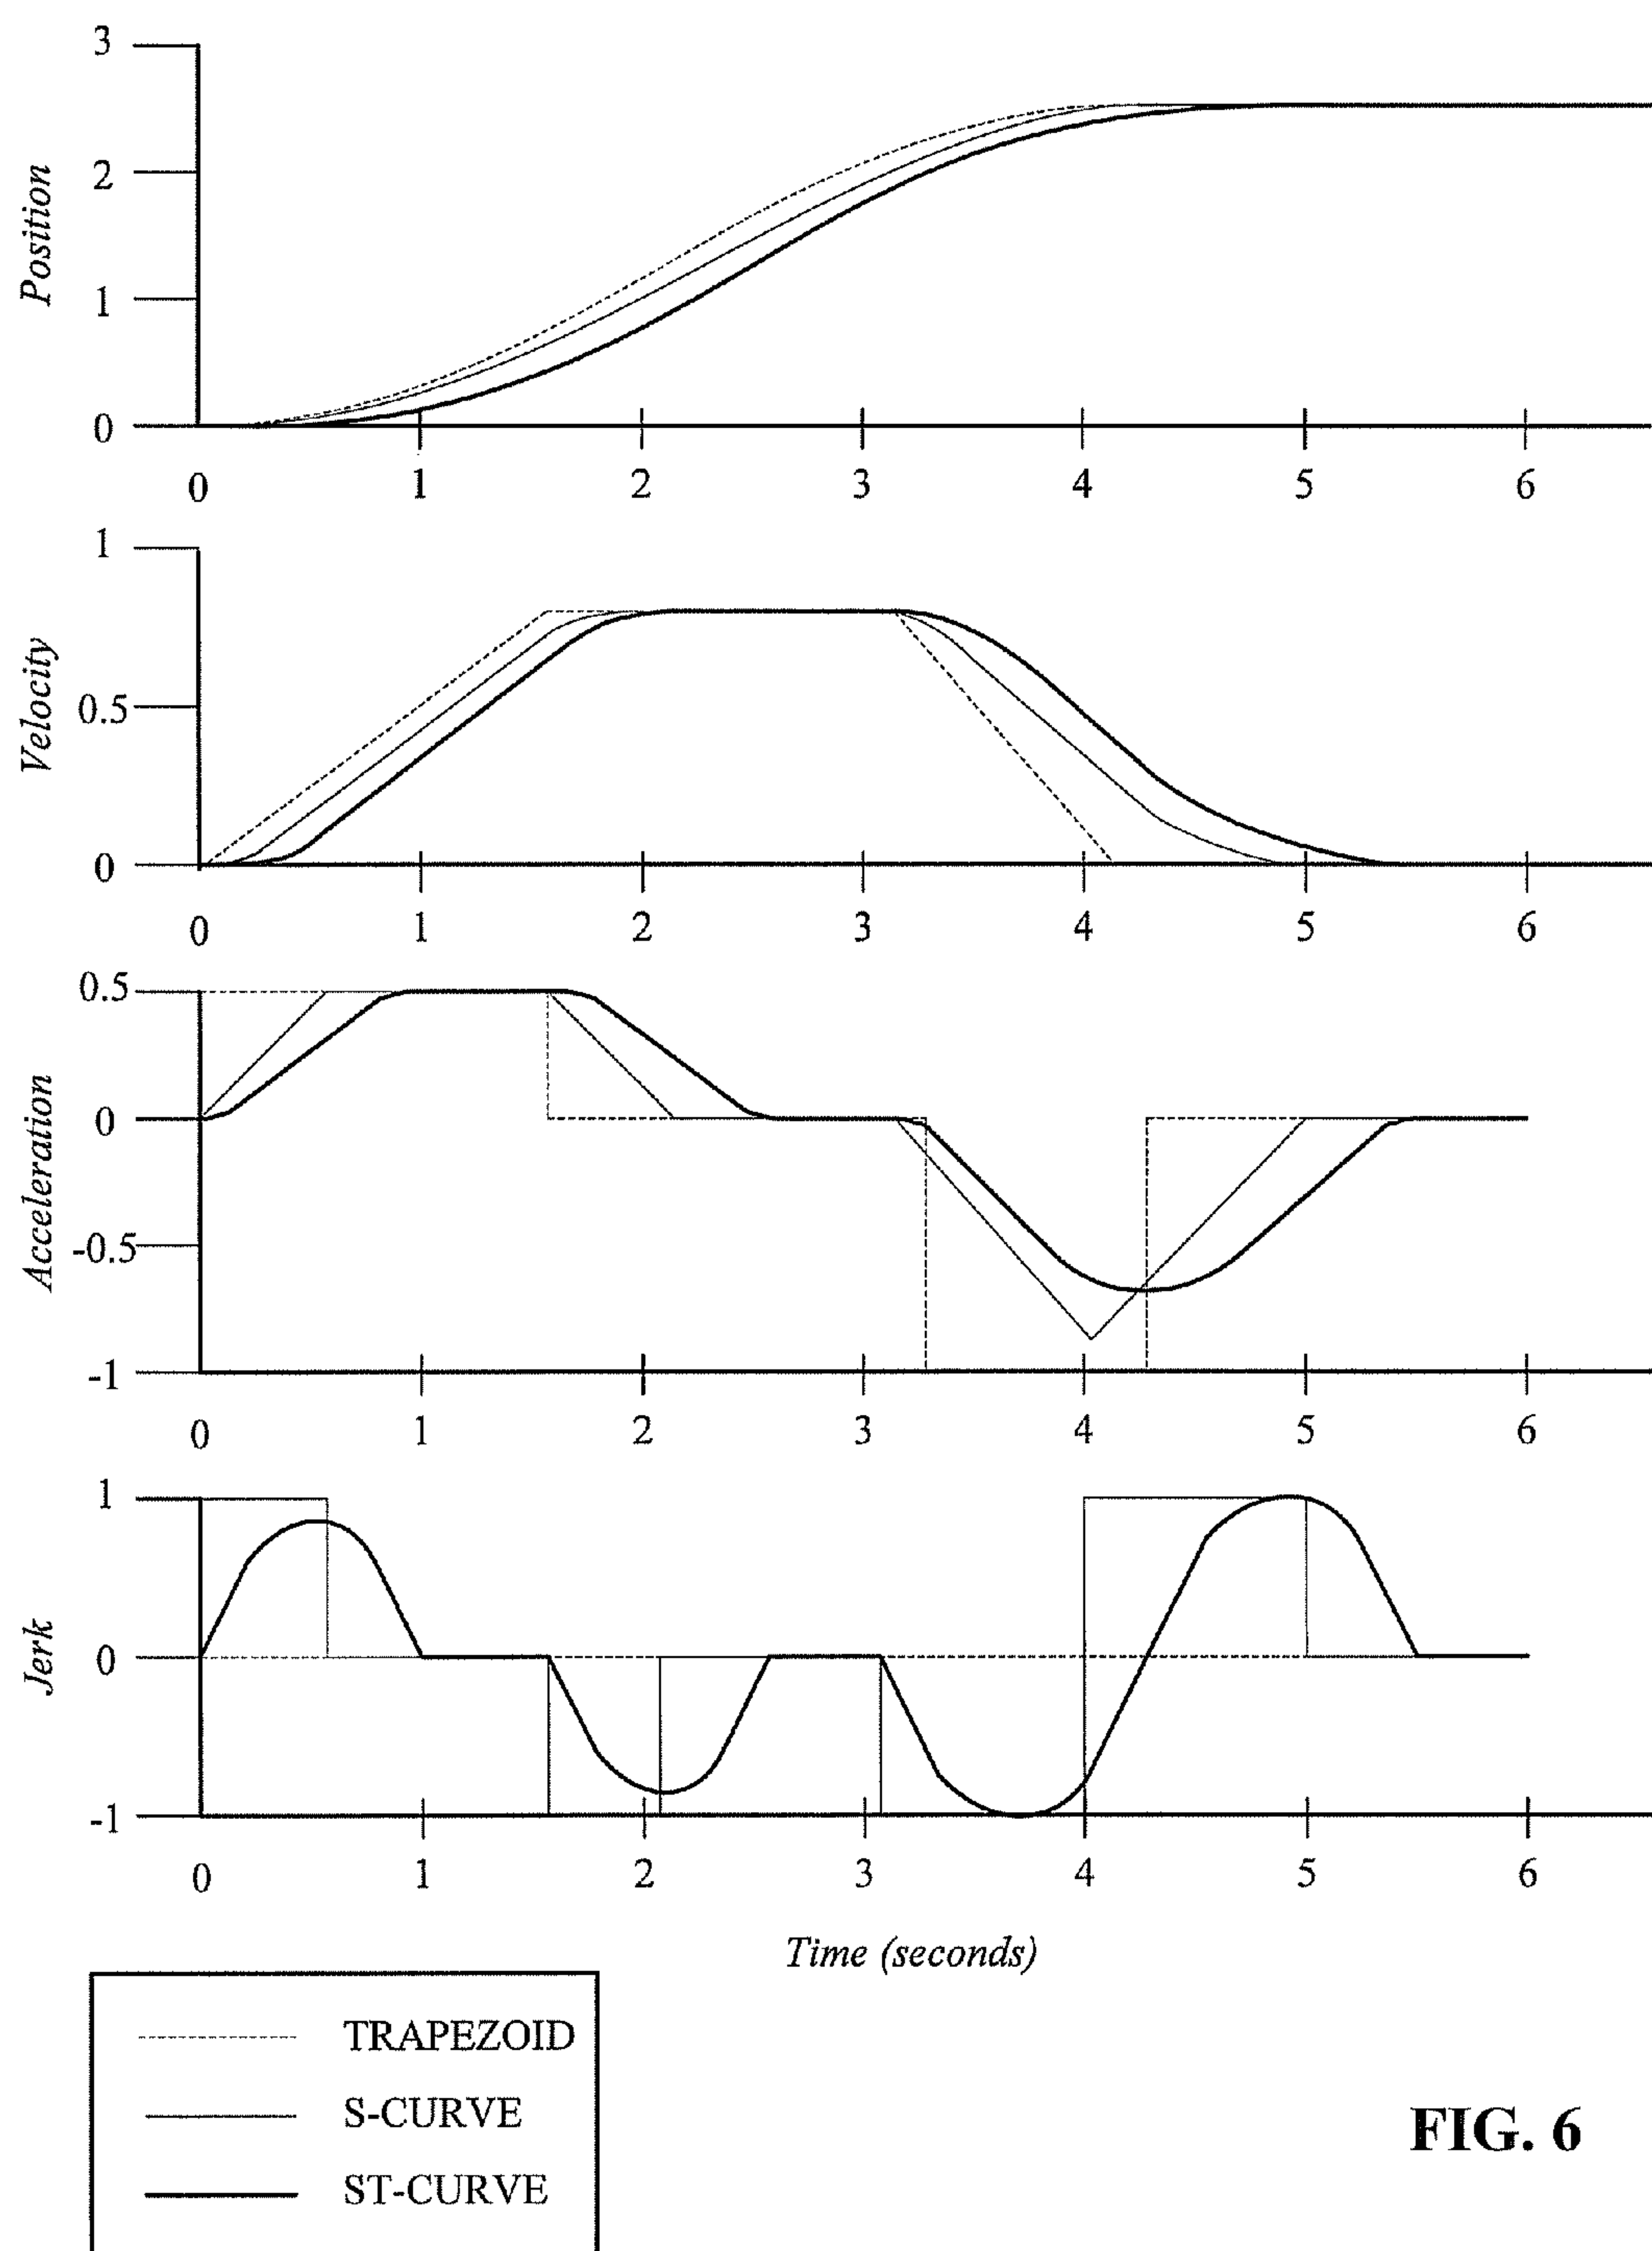 3
2
1
0
Position
0 1 2 3 4 5 6
1
0.5
0
Velocity
0 1 2 3 4 5 6
0.5
0
-0.5
-1
Acceleration
0 1 2 3 4 5 6
1
0
-1
Jerk
0 1 2 3 4 5 6
Time (seconds)
TRAPEZOID
S-CURVE
ST-CURVE
FIG. 6